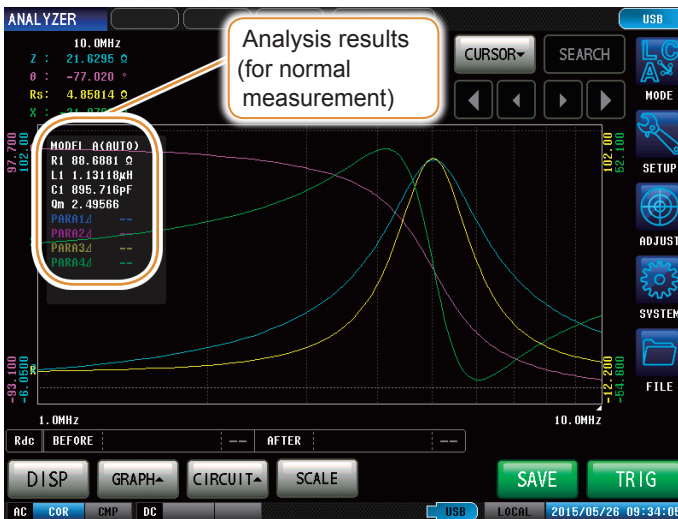 ANALYZER
USB
10.0MHz
Z : 21.6295 Ω
θ : -77.020 °
Rs: 4.85814 Ω
X :
Analysis results
(for normal
measurement)
CURSOR
SEARCH
LC
A
MODE
SETUP
ADJUST
SYSTEM
FILE
97.700
102.00
102.00
52.100
MODEL A(AUTO)
R1 88.6881 Ω
L1 1.13118μH
C1 895.716pF
Qm 2.49566
PARA1⊿ --
PARA2⊿ --
PARA3⊿ --
PARA4⊿ --
-93.100
-6.0500
-12.200
-54.600
1.0MHz
10.0MHz
Rdc BEFORE -- AFTER --
DISP GRAPH CIRCUIT SCALE SAVE TRIG
AC COR CMP DC USB LOCAL 2015/05/26 09:34:05